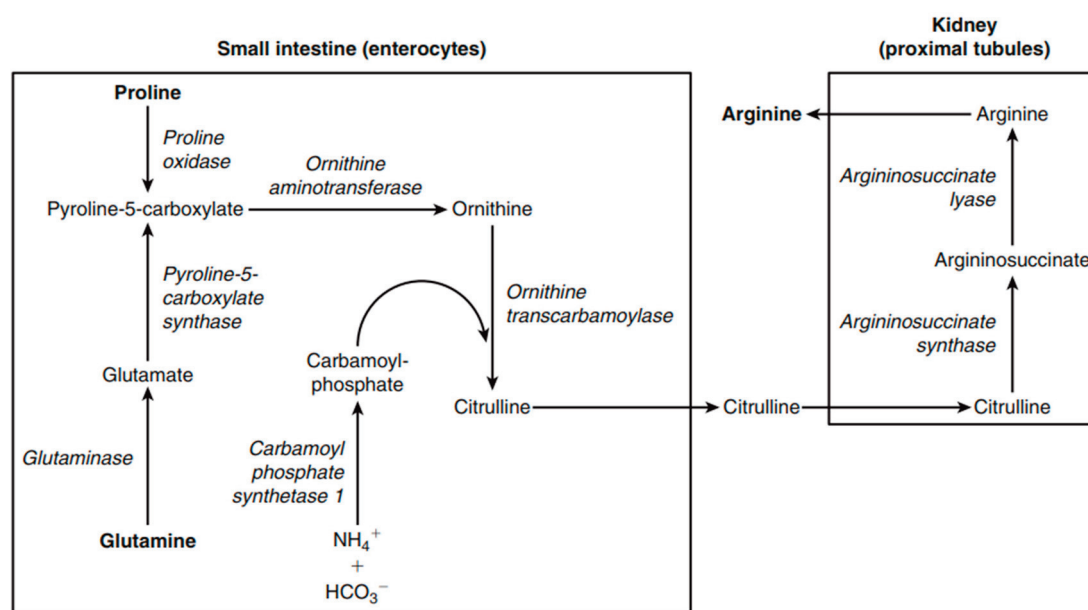 Small intestine (enterocytes)
Kidney
(proximal tubules)
Proline
Proline
oxidase
Pyroline-5-carboxylate
Ornithine
aminotransferase
Ornithine
Pyroline-5-
carboxylate
synthase
Glutamate
Glutaminase
Glutamine
Carbamoyl-
phosphate
Carbamoyl
phosphate
synthetase 1
NH₄⁺
+
HCO₃⁻
Ornithine
transcarbamoylase
Citrulline
Citrulline
Citrulline
Argininosuccinate
synthase
Argininosuccinate
Argininosuccinate
lyase
Arginine
Arginine